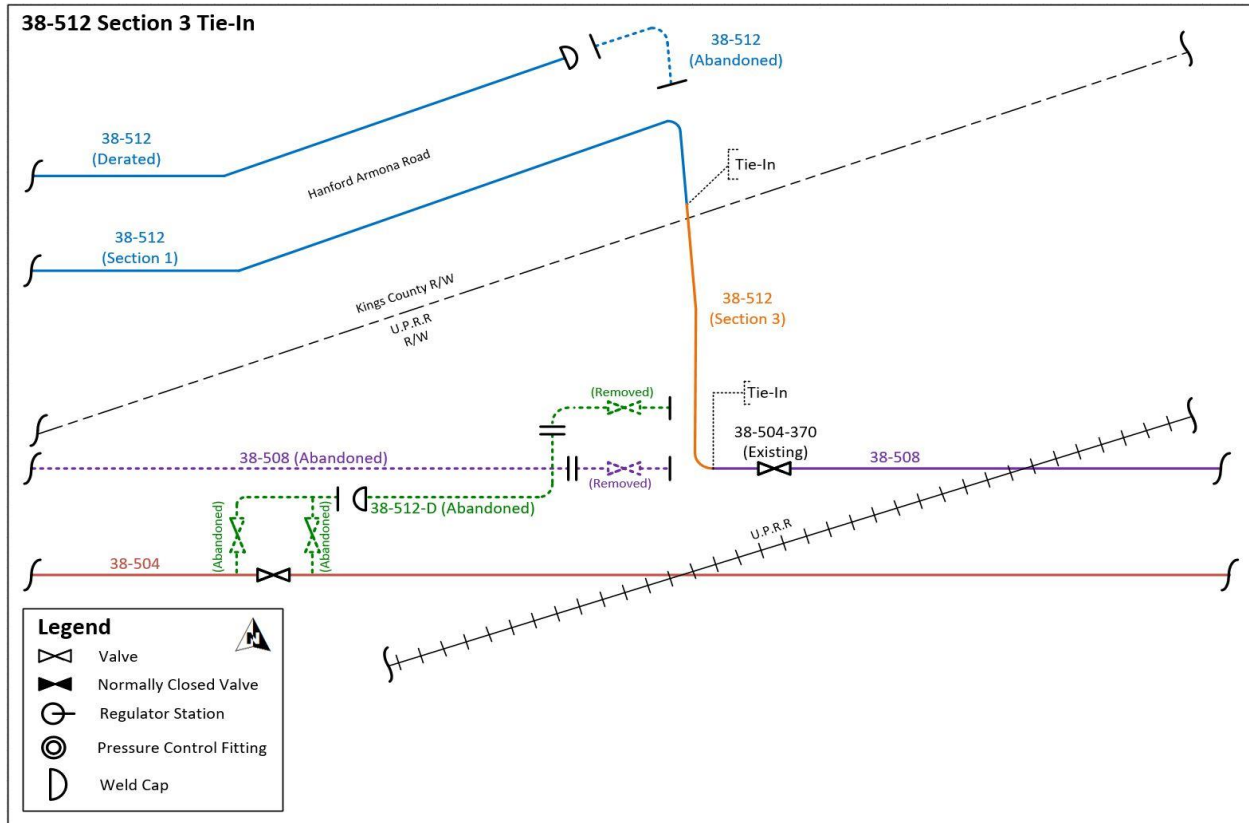 38-512 Section 3 Tie-In
38-512
(Abandoned)
38-512
(Derated)
Hanford Armona Road
Tie-In
38-512
(Section 1)
Kings County R/W
U.P.R.R
R/W
38-512
(Section 3)
(Removed)
Tie-In
38-504-370
(Existing)
38-508 (Abandoned)
38-508
(Removed)
38-512-D (Abandoned)
(Abandoned)
(Abandoned)
U.P.R.R
38-504
Legend
N
Valve
Normally Closed Valve
Regulator Station
Pressure Control Fitting
Weld Cap